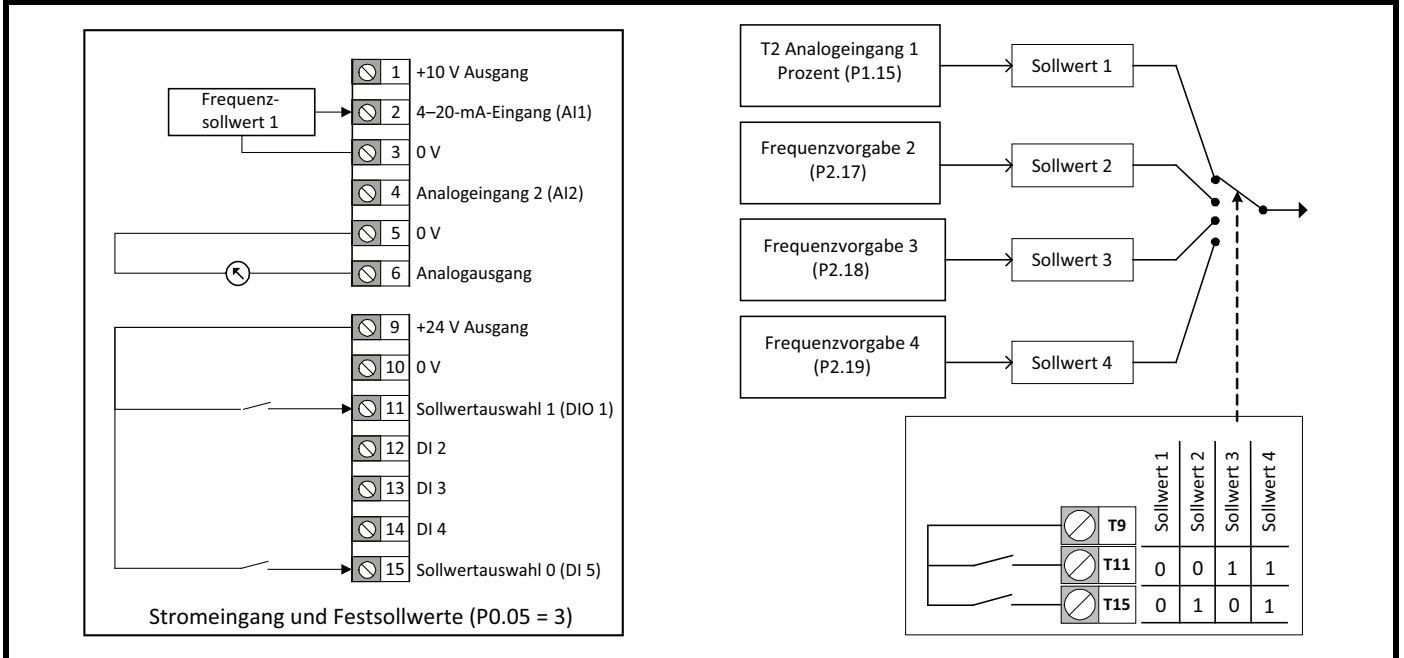 Frequenz-
sollwert 1
1 +10 V Ausgang
2 4–20-mA-Eingang (AI1)
3 0 V
4 Analogeingang 2 (AI2)
5 0 V
6 Analogausgang
9 +24 V Ausgang
10 0 V
11 Sollwertauswahl 1 (DIO 1)
12 DI 2
13 DI 3
14 DI 4
15 Sollwertauswahl 0 (DI 5)
Stromeingang und Festsollwerte (P0.05 = 3)
T2 Analogeingang 1
Prozent (P1.15)
Sollwert 1
Frequenzvorgabe 2
(P2.17)
Sollwert 2
Frequenzvorgabe 3
(P2.18)
Sollwert 3
Frequenzvorgabe 4
(P2.19)
Sollwert 4
Sollwert 1
Sollwert 2
Sollwert 3
Sollwert 4
T9
T11 0 0 1 1
T15 0 1 0 1